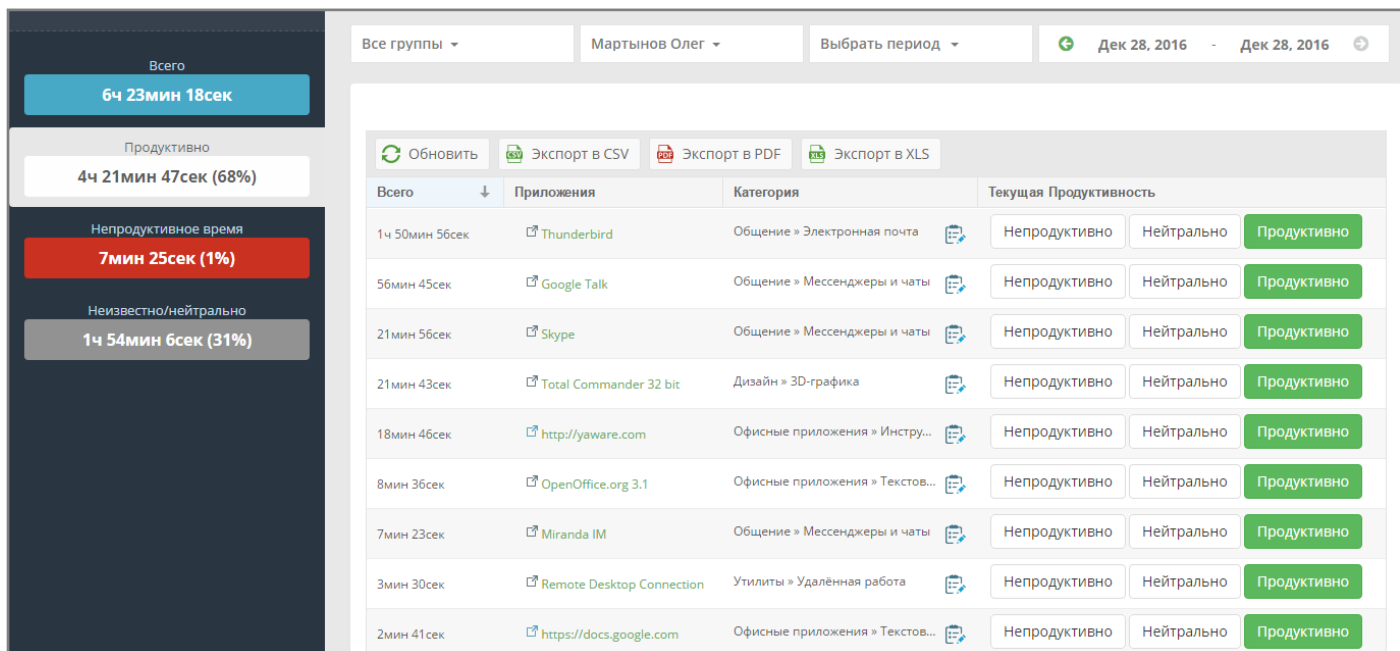 Все группы
Мартынов Олег
Выбрать период
Дек 28, 2016 - Дек 28, 2016
Всего
6ч 23мин 18сек
Продуктивно
4ч 21мин 47сек (68%)
Непродуктивное время
7мин 25сек (1%)
Неизвестно/нейтрально
1ч 54мин 6сек (31%)
Обновить CSV Экспорт в CSV PDF Экспорт в PDF XLS Экспорт в XLS
Всего Приложения Категория Текущая Продуктивность
1ч 50мин 56сек Thunderbird Общение » Электронная почта Непродуктивно Нейтрально Продуктивно
56мин 45сек Google Talk Общение » Мессенджеры и чаты Непродуктивно Нейтрально Продуктивно
21мин 56сек Skype Общение » Мессенджеры и чаты Непродуктивно Нейтрально Продуктивно
21мин 43сек Total Commander 32 bit Дизайн » 3D-графика Непродуктивно Нейтрально Продуктивно
18мин 46сек http://yaware.com Офисные приложения » Инстру... Непродуктивно Нейтрально Продуктивно
8мин 36сек OpenOffice.org 3.1 Офисные приложения » Текстов... Непродуктивно Нейтрально Продуктивно
7мин 23сек Miranda IM Общение » Мессенджеры и чаты Непродуктивно Нейтрально Продуктивно
3мин 30сек Remote Desktop Connection Утилиты » Удалённая работа Непродуктивно Нейтрально Продуктивно
2мин 41сек https://docs.google.com Офисные приложения » Текстов... Непродуктивно Нейтрально Продуктивно